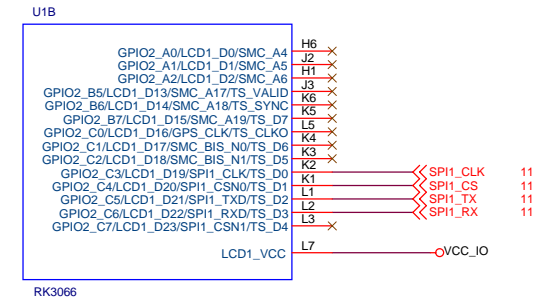 U1B
GPIO2_A0/LCD1_D0/SMC_A4 H6
GPIO2_A1/LCD1_D1/SMC_A5 J2
GPIO2_A2/LCD1_D2/SMC_A6 H1
GPIO2_B5/LCD1_D13/SMC_A17/TS_VALID J3
GPIO2_B6/LCD1_D14/SMC_A18/TS_SYNC K6
GPIO2_B7/LCD1_D15/SMC_A19/TS_D7 K5
GPIO2_C0/LCD1_D16/GPS_CLK/TS_CLKO L5
GPIO2_C1/LCD1_D17/SMC_BIS_N0/TS_D6 K4
GPIO2_C2/LCD1_D18/SMC_BIS_N1/TS_D5 K3
GPIO2_C3/LCD1_D19/SPI1_CLK/TS_D0 K2 SPI1_CLK 11
GPIO2_C4/LCD1_D20/SPI1_CSN0/TS_D1 K1 SPI1_CS 11
GPIO2_C5/LCD1_D21/SPI1_TXD/TS_D2 L1 SPI1_TX 11
GPIO2_C6/LCD1_D22/SPI1_RXD/TS_D3 L2 SPI1_RX 11
GPIO2_C7/LCD1_D23/SPI1_CSN1/TS_D4 L3
LCD1_VCC L7 VCC_IO
RK3066